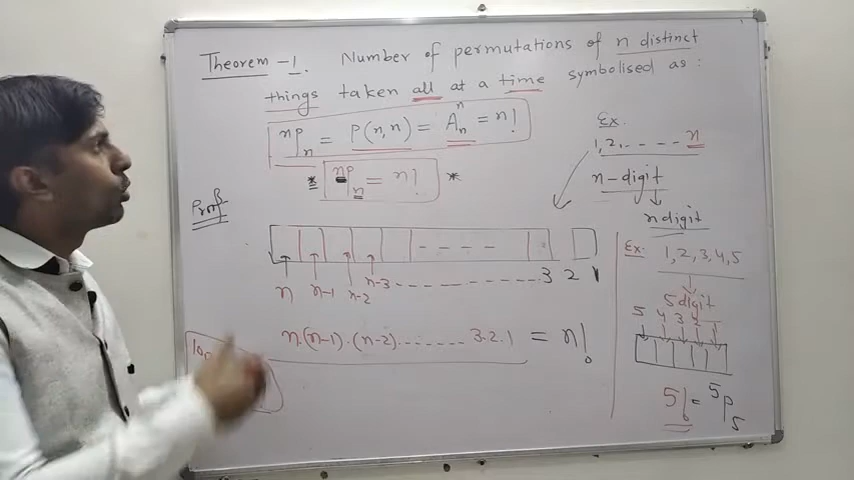 Theorem-1. Number of permutations of n distinct
things taken all at a time symbolised as:
nPn = P(n,n) = Aⁿn = n!
* nPn = n! *
Proof
n n-1 n-2 n-3 ------------ 3 2 1
n.(n-1).(n-2)....... 3.2.1 = n!
Ex.
1,2,..... n
n-digit
n digit
Ex: 1,2,3,4,5
5 digit
5 4 3 2 1
5! = 5P5